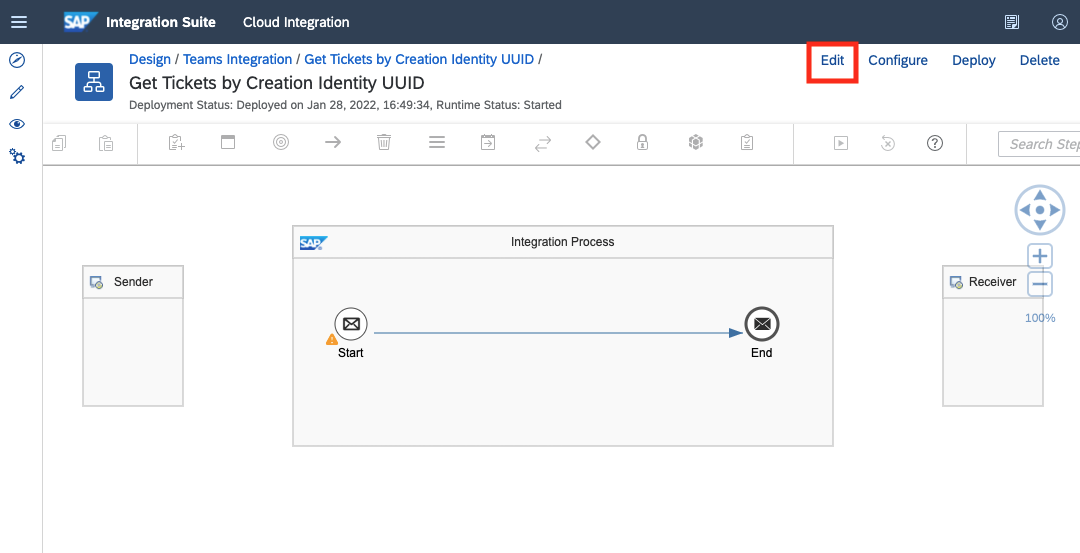 SAP Integration Suite Cloud Integration
Design / Teams Integration / Get Tickets by Creation Identity UUID /
Edit Configure Deploy Delete
Get Tickets by Creation Identity UUID
Deployment Status: Deployed on Jan 28, 2022, 16:49:34, Runtime Status: Started
?
Search Step
SAP Integration Process
Sender
Receiver
100%
Start
End